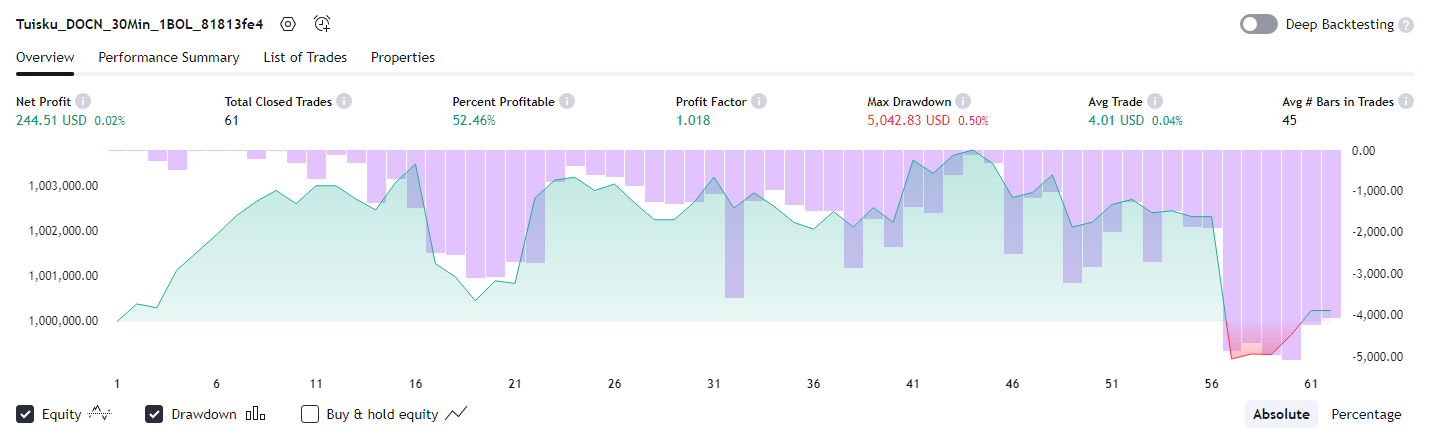 Tuisku_DOCN_30Min_1BOL_81813fe4
Deep Backtesting ?
Overview Performance Summary List of Trades Properties
Net Profit i Total Closed Trades i Percent Profitable i Profit Factor i Max Drawdown i Avg Trade i Avg # Bars in Trades i
244.51 USD 0.02% 61 52.46% 1.018 5,042.83 USD 0.50% 4.01 USD 0.04% 45
0.00
1,003,000.00 -1,000.00
1,002,000.00 -2,000.00
1,001,000.00 -3,000.00
1,000,000.00 -4,000.00
-5,000.00
1 6 11 16 21 26 31 36 41 46 51 56 61
Equity Drawdown Buy & hold equity Absolute Percentage